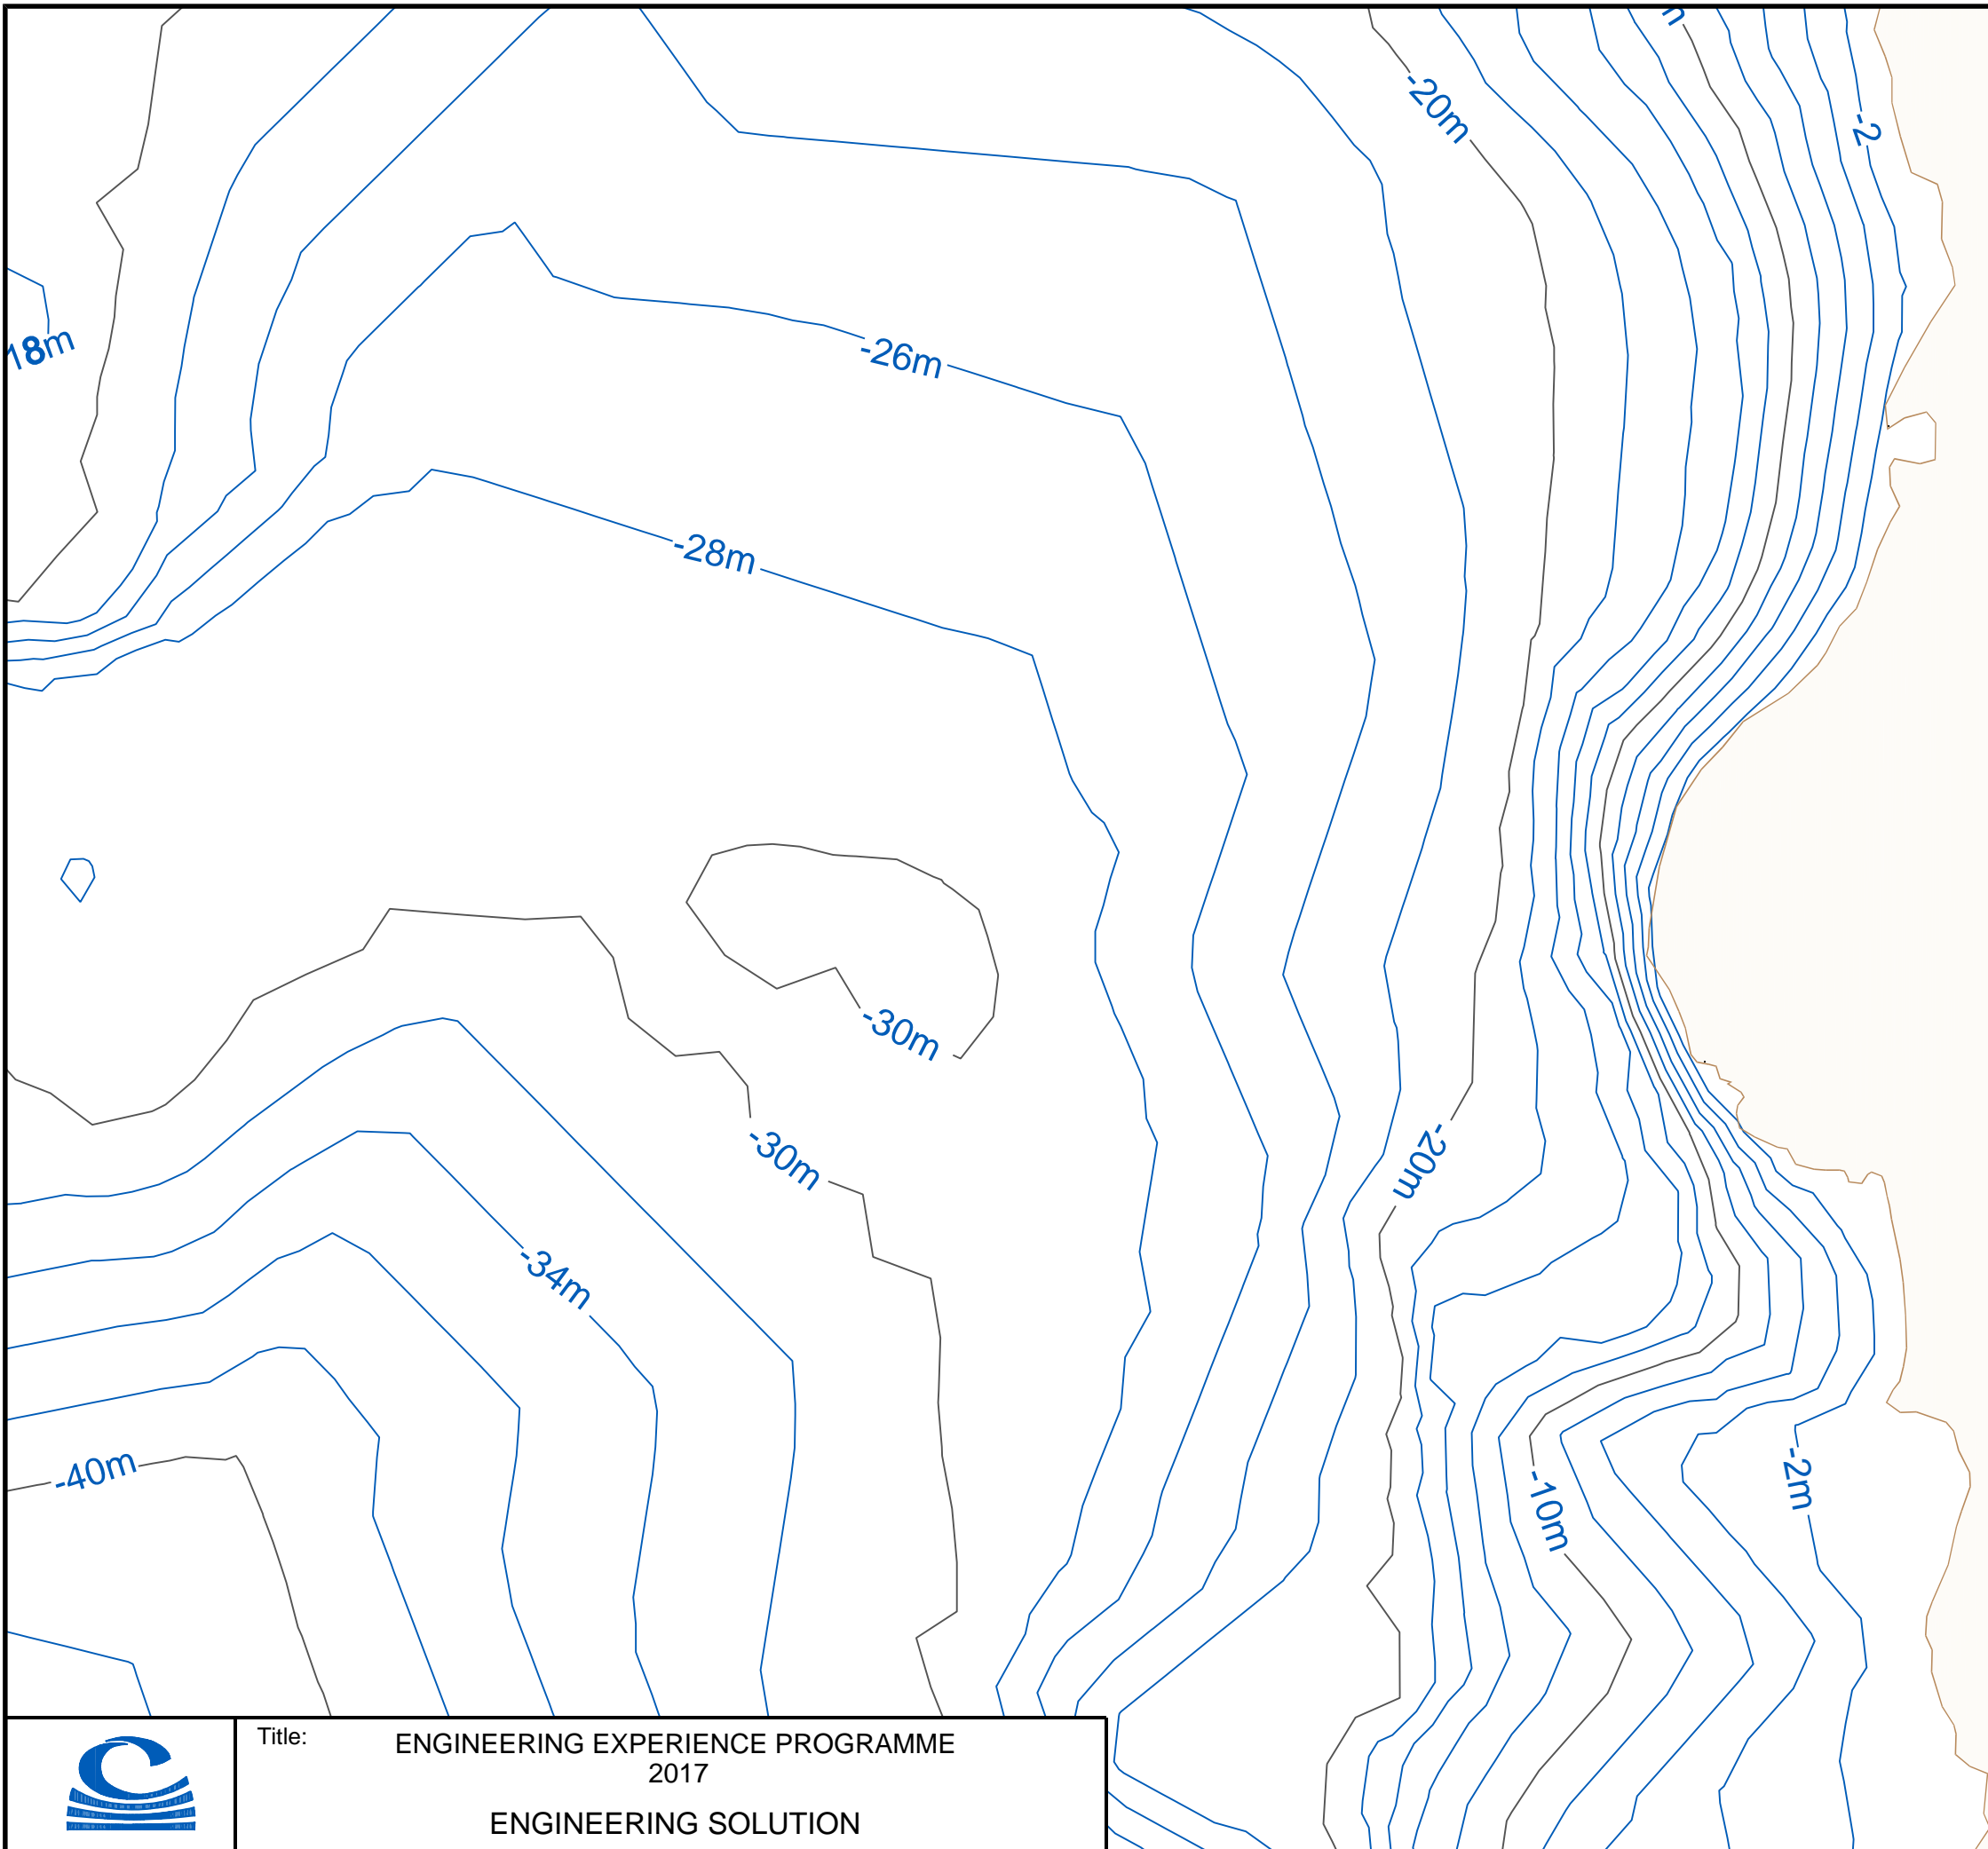 m
-20m
-2
18m
-26m
-28m
-30m
-30m
-20m
-34m
-40m
-2m
-10m
Title:
ENGINEERING EXPERIENCE PROGRAMME
2017
ENGINEERING SOLUTION